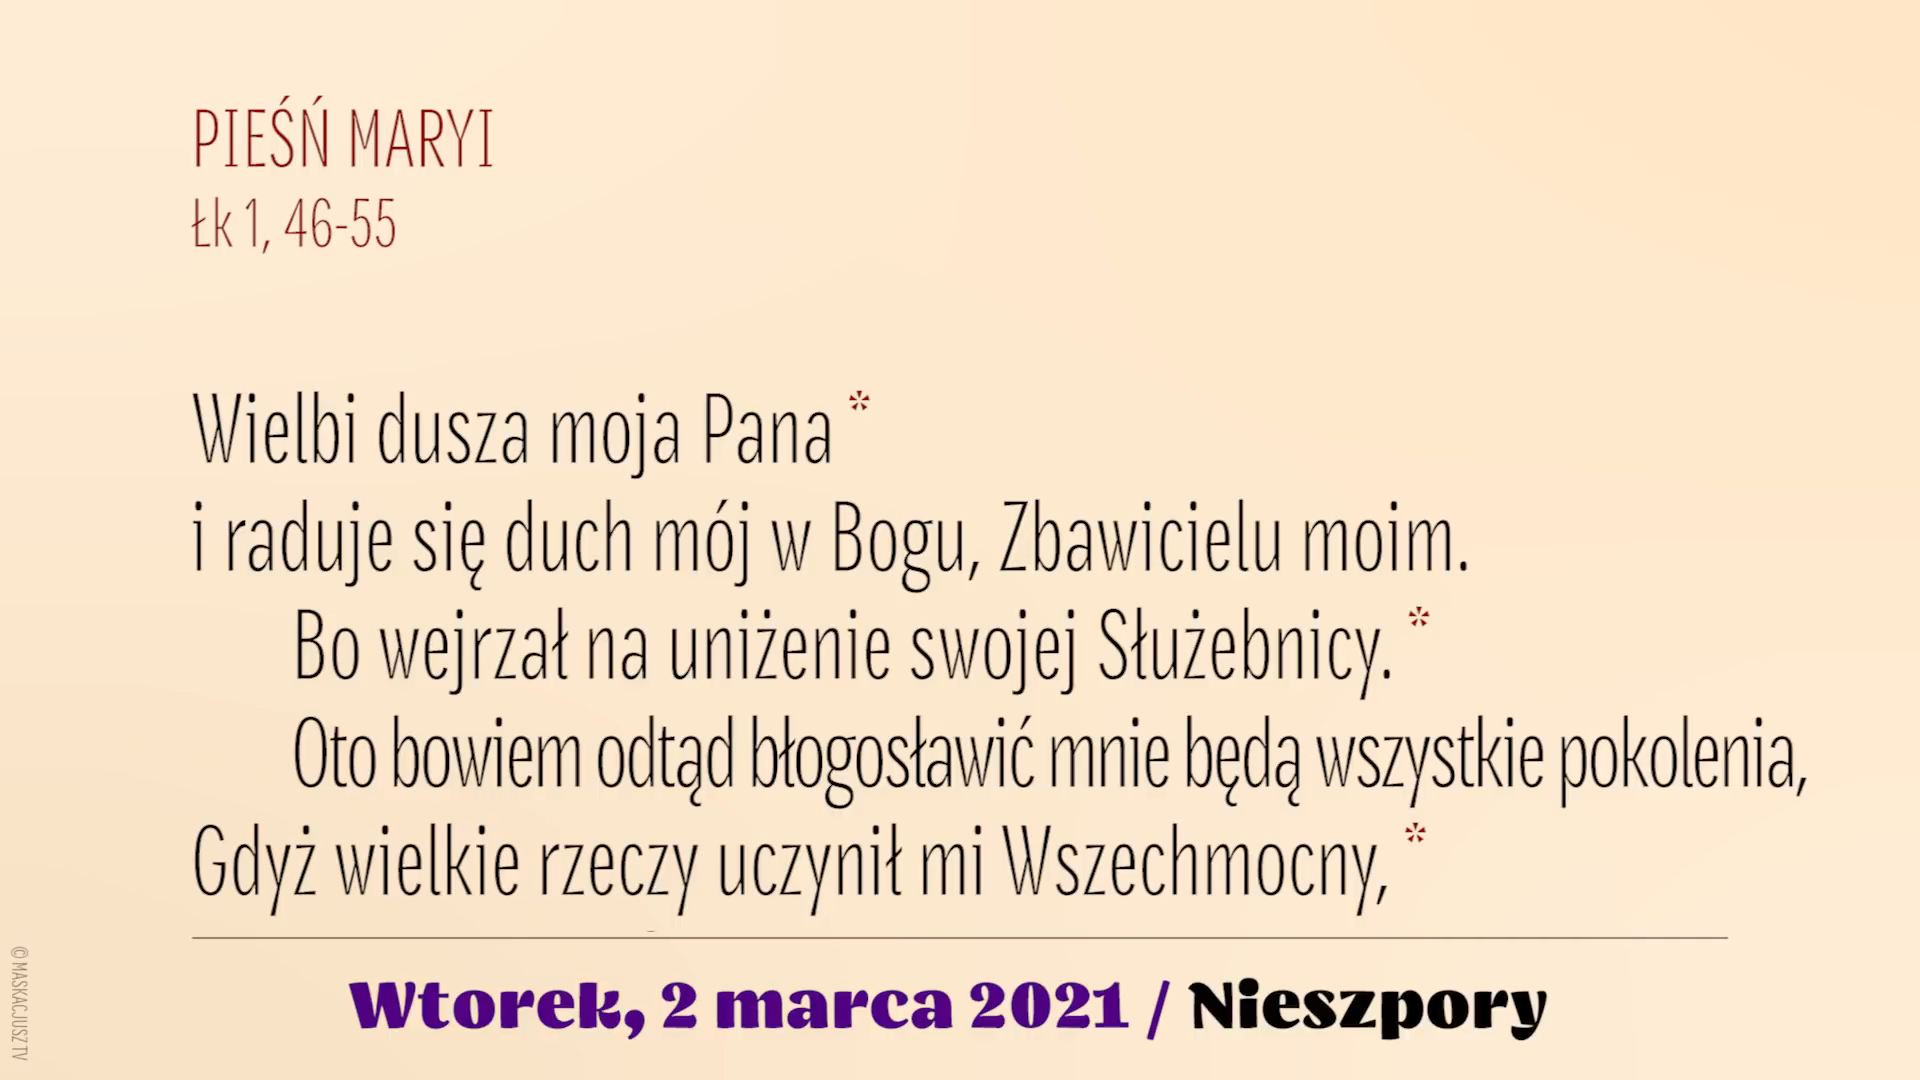 PIEŚŃ MARYI
Łk 1, 46-55
Wielbi dusza moja Pana *
i raduje się duch mój w Bogu, Zbawicielu moim.
Bo wejrzał na uniżenie swojej Służebnicy. *
Oto bowiem odtąd błogosławić mnie będą wszystkie pokolenia,
Gdyż wielkie rzeczy uczynił mi Wszechmocny, *
Wtorek, 2 marca 2021 / Nieszpory
© MASKACJUSZ TV